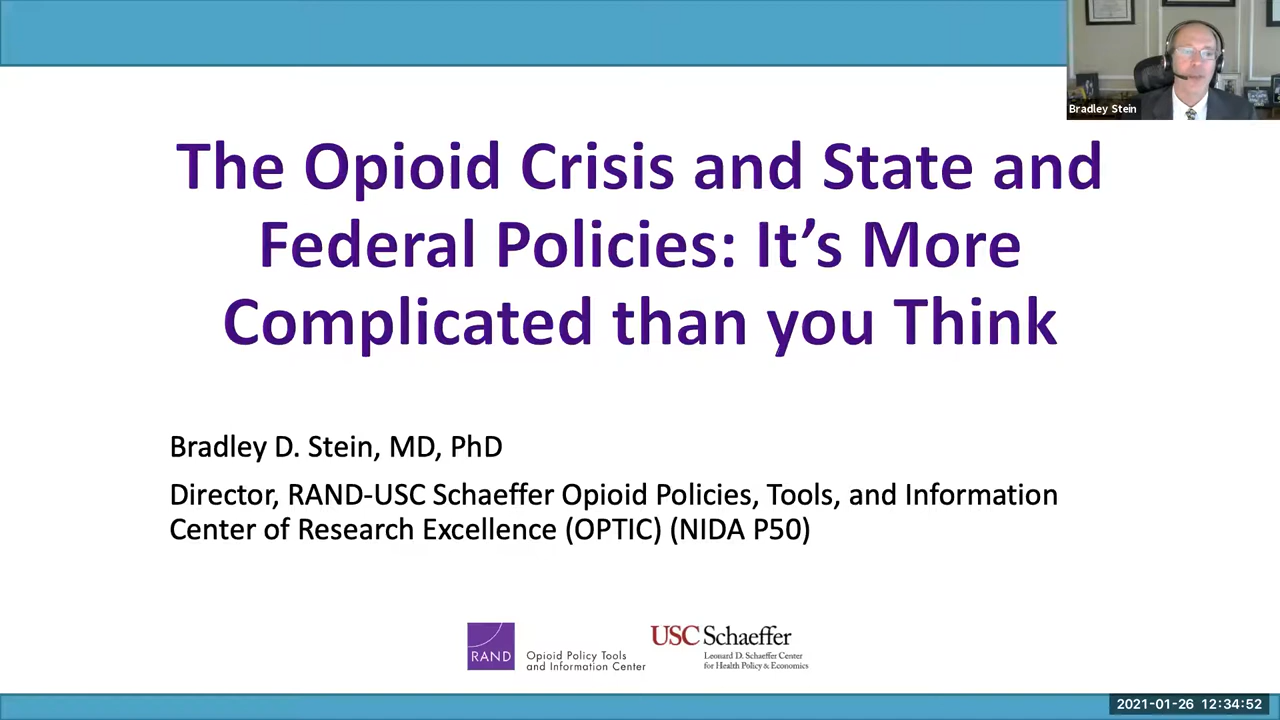 Bradley Stein
The Opioid Crisis and State and
Federal Policies: It’s More
Complicated than you Think
Bradley D. Stein, MD, PhD
Director, RAND-USC Schaeffer Opioid Policies, Tools, and Information
Center of Research Excellence (OPTIC) (NIDA P50)
RAND
Opioid Policy Tools
and Information Center
USC Schaeffer
Leonard D. Schaeffer Center
for Health Policy & Economics
2021-01-26 12:34:52